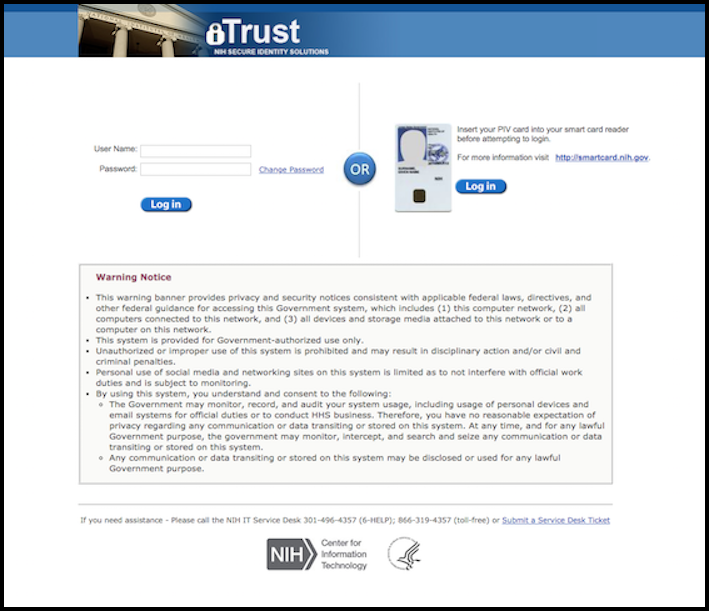 iTrust
NIH SECURE IDENTITY SOLUTIONS
User Name:
Password:
Change Password
Log in
OR
Insert your PIV card into your smart card reader
before attempting to login.
For more information visit http://smartcard.nih.gov.
Log in
Warning Notice
• This warning banner provides privacy and security notices consistent with applicable federal laws, directives, and
other federal guidance for accessing this Government system, which includes (1) this computer network, (2) all
computers connected to this network, and (3) all devices and storage media attached to this network or to a
computer on this network.
• This system is provided for Government-authorized use only.
• Unauthorized or improper use of this system is prohibited and may result in disciplinary action and/or civil and
criminal penalties.
• Personal use of social media and networking sites on this system is limited as to not interfere with official work
duties and is subject to monitoring.
• By using this system, you understand and consent to the following:
◦ The Government may monitor, record, and audit your system usage, including usage of personal devices and
email systems for official duties or to conduct HHS business. Therefore, you have no reasonable expectation of
privacy regarding any communication or data transiting or stored on this system. At any time, and for any lawful
Government purpose, the government may monitor, intercept, and search and seize any communication or data
transiting or stored on this system.
◦ Any communication or data transiting or stored on this system may be disclosed or used for any lawful
Government purpose.
If you need assistance - Please call the NIH IT Service Desk 301-496-4357 (6-HELP); 866-319-4357 (toll-free) or Submit a Service Desk Ticket
NIH
Center for
Information
Technology